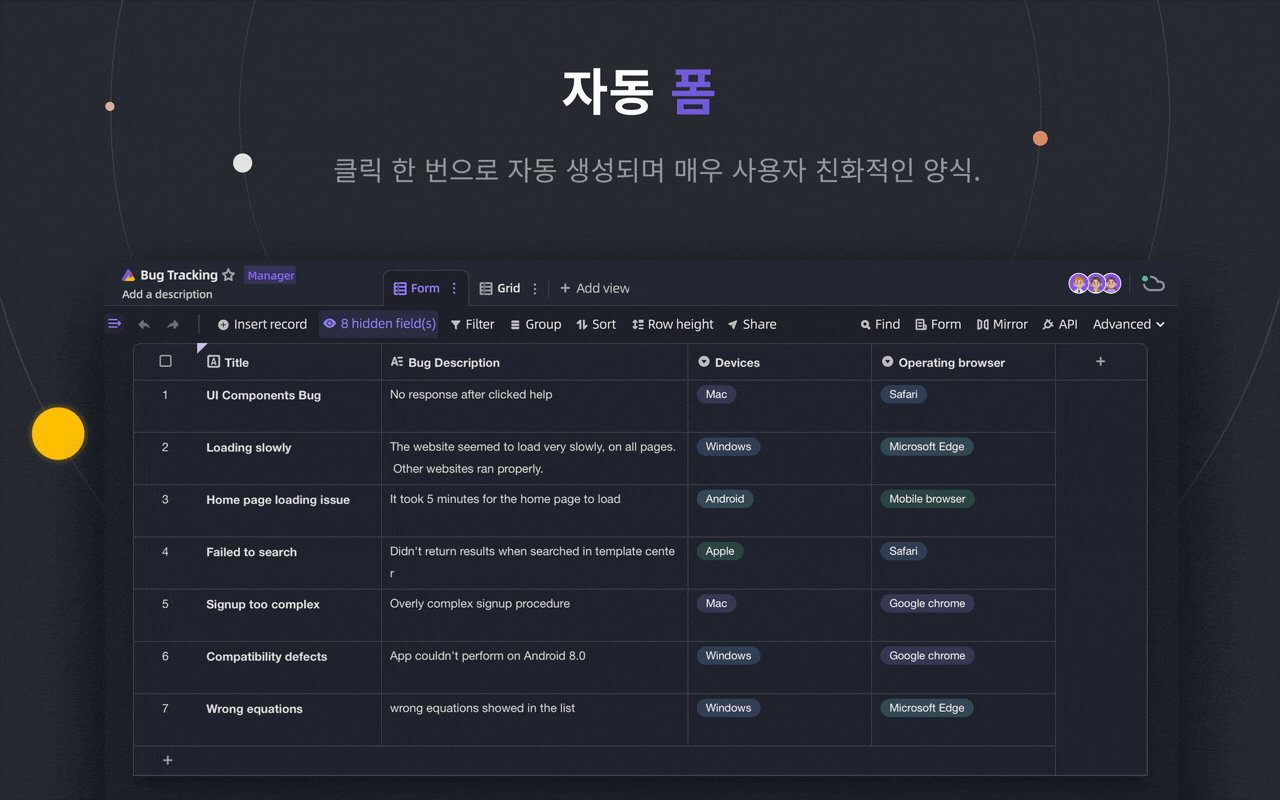 자동 폼
클릭 한 번으로 자동 생성되며 매우 사용자 친화적인 양식.
Bug Tracking Manager
Add a description
Form Grid + Add view
Insert record 8 hidden field(s) Filter Group Sort Row height Share Find Form Mirror API Advanced
Title Bug Description Devices Operating browser +
1 UI Components Bug No response after clicked help Mac Safari
2 Loading slowly The website seemed to load very slowly, on all pages. Windows Microsoft Edge
Other websites ran properly.
3 Home page loading issue It took 5 minutes for the home page to load Android Mobile browser
4 Failed to search Didn't return results when searched in template cente Apple Safari
r
5 Signup too complex Overly complex signup procedure Mac Google chrome
6 Compatibility defects App couldn't perform on Android 8.0 Windows Google chrome
7 Wrong equations wrong equations showed in the list Windows Microsoft Edge
+